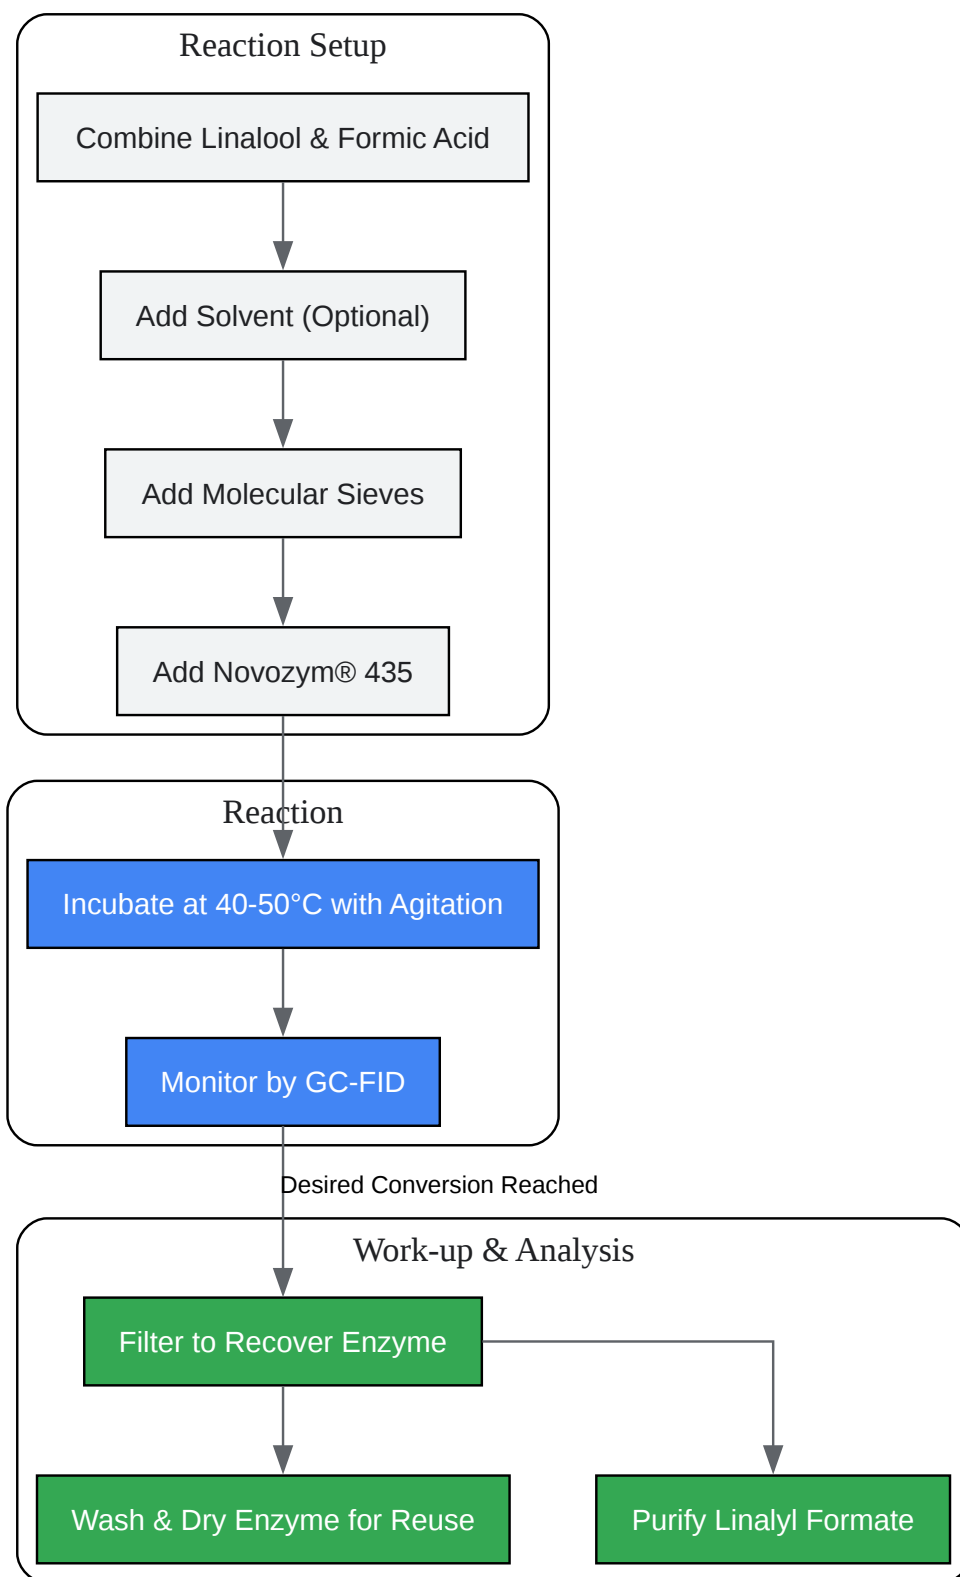 Reaction Setup
Combine Linalool & Formic Acid
Add Solvent (Optional)
Add Molecular Sieves
Add Novozym® 435
Reaction
Incubate at 40-50°C with Agitation
Monitor by GC-FID
Desired Conversion Reached
Work-up & Analysis
Filter to Recover Enzyme
Wash & Dry Enzyme for Reuse
Purify Linalyl Formate